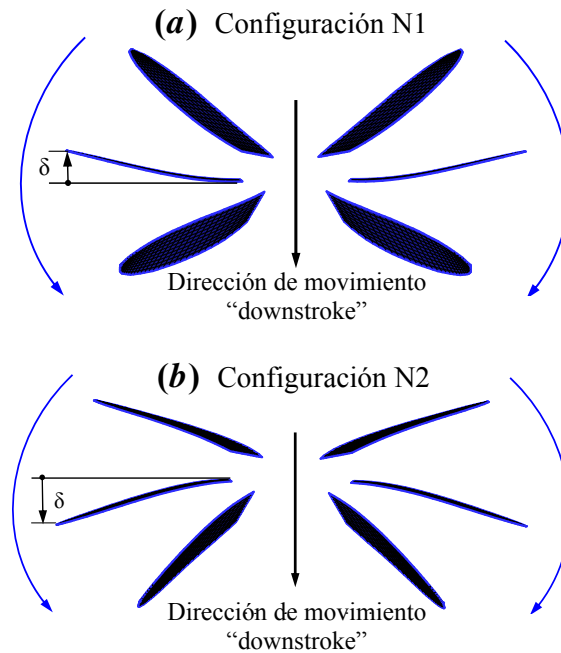 (a) Configuración N1
δ
Dirección de movimiento
“downstroke”
(b) Configuración N2
δ
Dirección de movimiento
“downstroke”